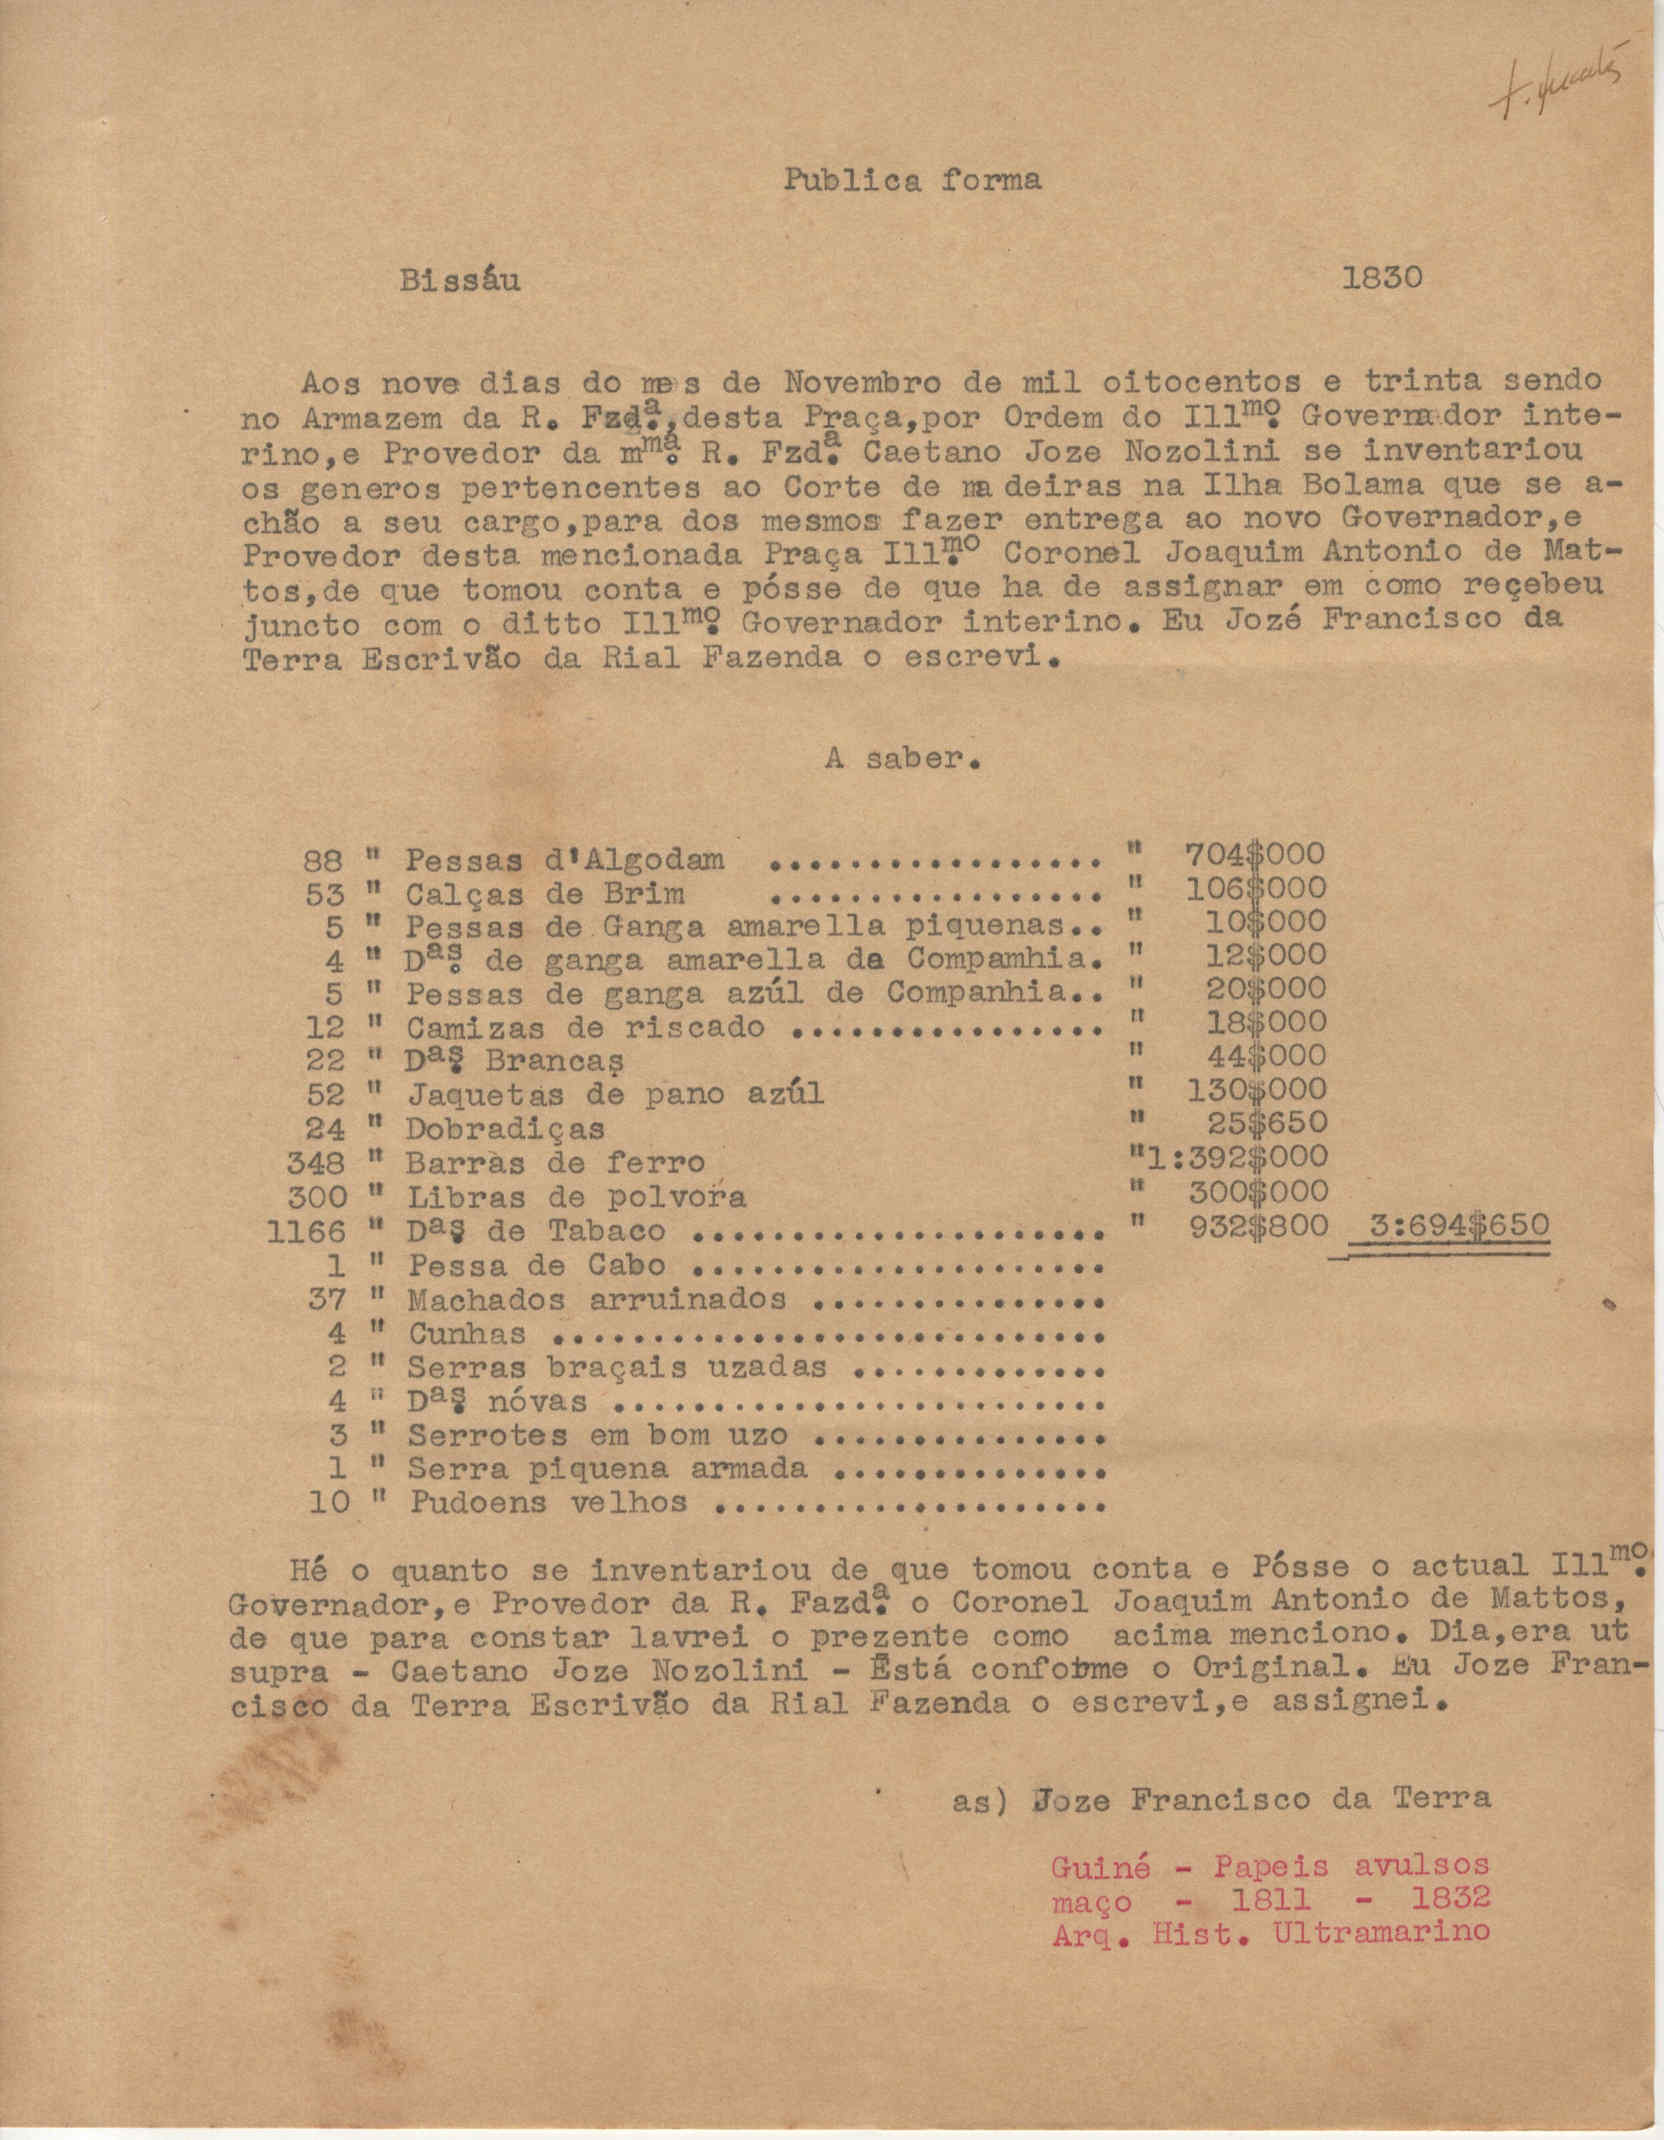 Publica forma
Bissáu 1830
Aos nove dias do mes de Novembro de mil oitocentos e trinta sendo
no Armazem da R. Fzdª.,desta Praça,por Ordem do Illmº. Governador inte-
rino,e Provedor da mmª. R. Fzdª. Caetano Joze Nozolini se inventariou
os generos pertencentes ao Corte de madeiras na Ilha Bolama que se a-
chão a seu cargo,para dos mesmos fazer entrega ao novo Governador,e
Provedor desta mencionada Praça Illmº. Coronel Joaquim Antonio de Mat-
tos,de que tomou conta e pósse de que ha de assignar em como reçebeu
juncto com o ditto Illmº. Governador interino. Eu Jozé Francisco da
Terra Escrivão da Rial Fazenda o escrevi.
A saber.
88 " Pessas d'Algodam ................. " 704$000
53 " Calças de Brim ................. " 106$000
5 " Pessas de Ganga amarella piquenas.. " 10$000
4 " Das. de ganga amarella da Compamhia. " 12$000
5 " Pessas de ganga azúl de Companhia.. " 20$000
12 " Camizas de riscado ................ " 18$000
22 " Das. Brancas " 44$000
52 " Jaquetas de pano azúl " 130$000
24 " Dobradiças " 25$650
348 " Barras de ferro "1:392$000
300 " Libras de polvora " 300$000
1166 " Das. de Tabaco ..................... " 932$800 3:694$650
1 " Pessa de Cabo .....................
37 " Machados arruinados ...............
4 " Cunhas ............................
2 " Serras braçais uzadas .............
4 " Das. nóvas .........................
3 " Serrotes em bom uzo ...............
1 " Serra piquena armada ..............
10 " Pudoens velhos ....................
Hé o quanto se inventariou de que tomou conta e Pósse o actual Illmº.
Governador,e Provedor da R. Fazdª. o Coronel Joaquim Antonio de Mattos,
de que para constar lavrei o prezente como acima menciono. Dia,era ut
supra - Caetano Joze Nozolini - Está conforme o Original. Eu Joze Fran-
cisco da Terra Escrivão da Rial Fazenda o escrevi,e assignei.
as) Joze Francisco da Terra
Guiné - Papeis avulsos
maço - 1811 - 1832
Arq. Hist. Ultramarino